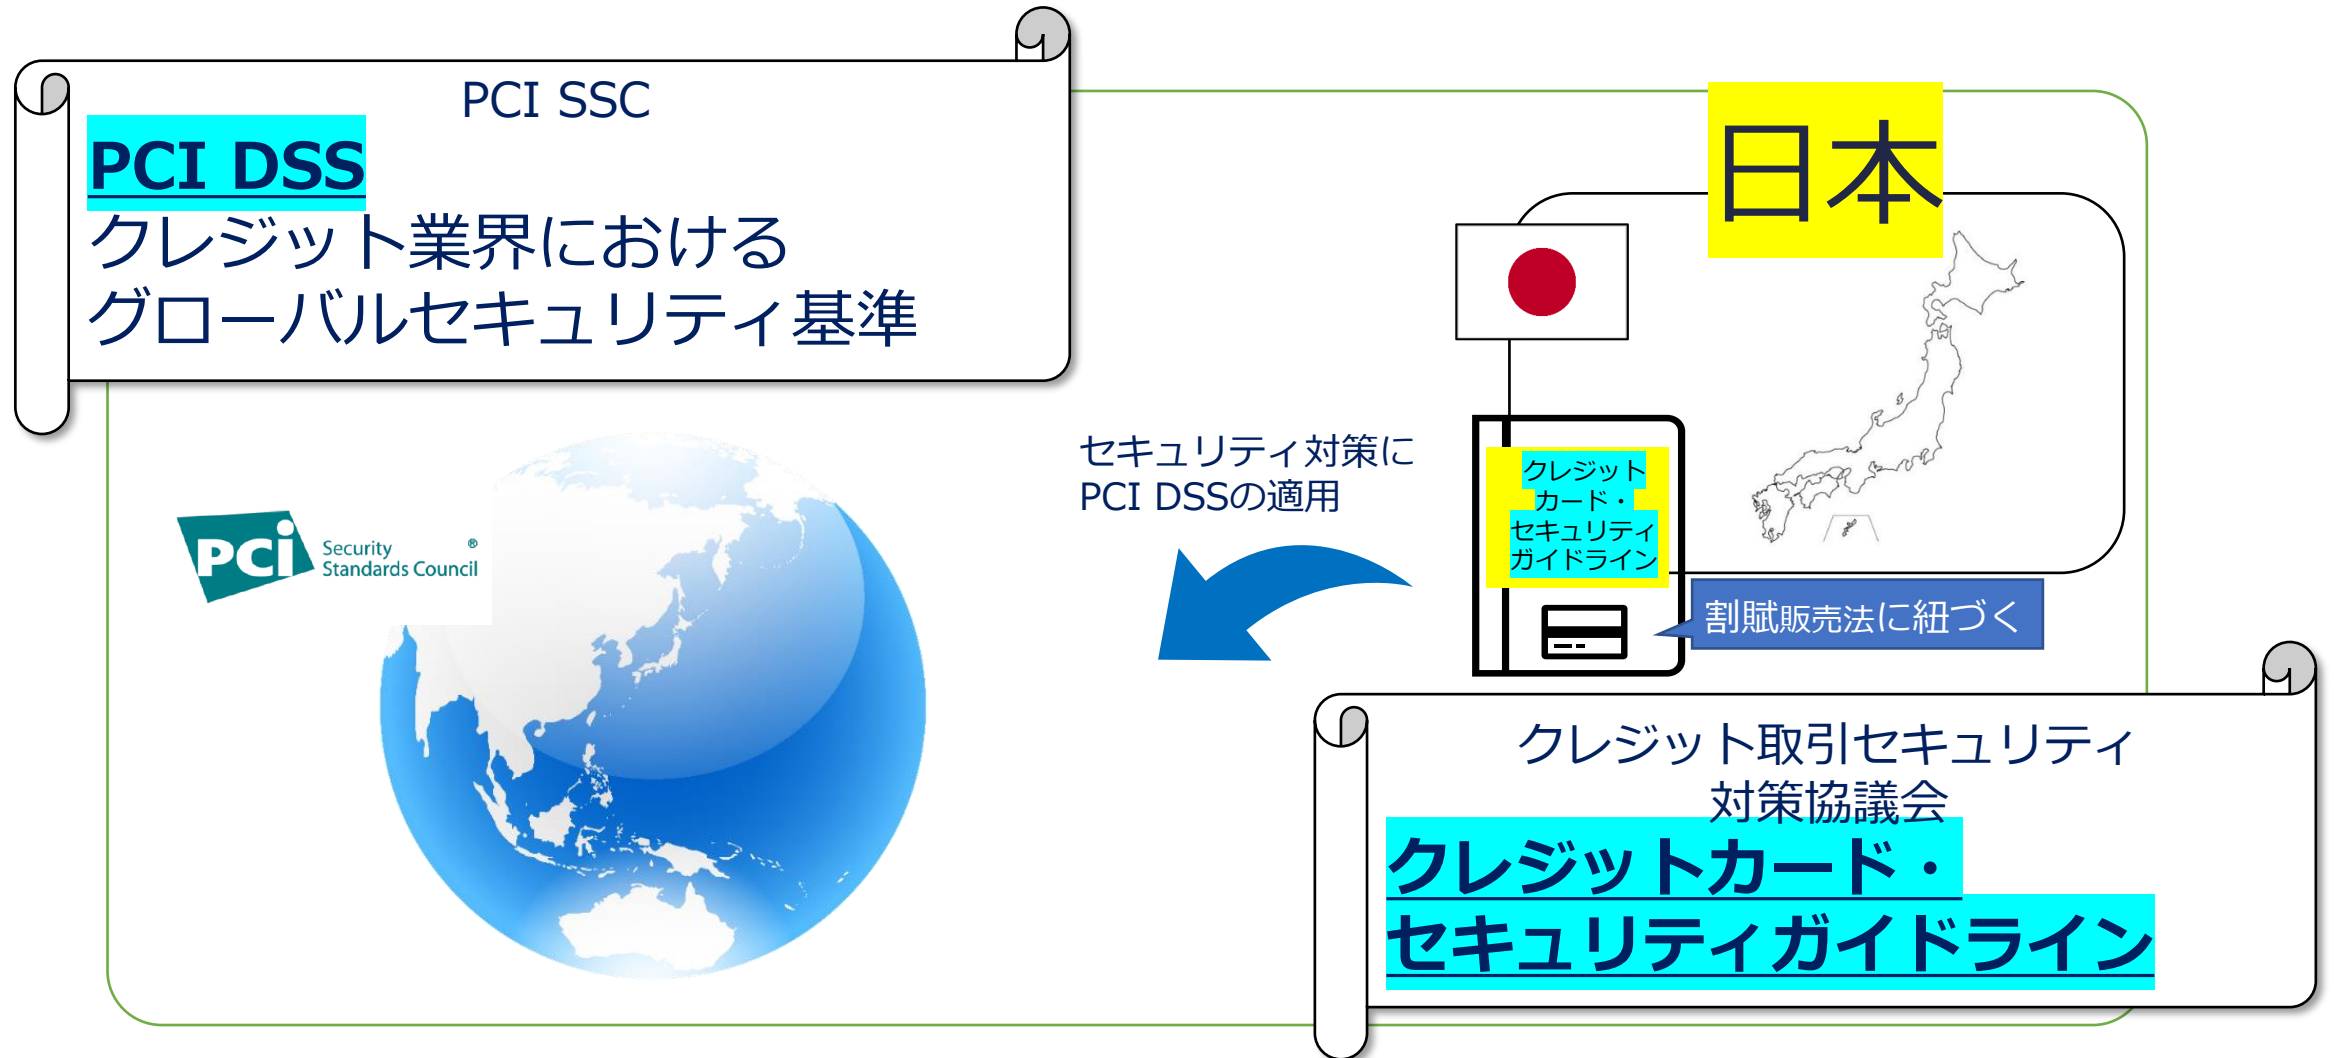 PCI SSC
PCI DSS
クレジット業界における
グローバルセキュリティ基準
日本
PCi Security
Standards Council ®
セキュリティ対策に
PCI DSSの適用
クレジット
カード・
セキュリティ
ガイドライン
割賦販売法に紐づく
クレジット取引セキュリティ
対策協議会
クレジットカード・
セキュリティガイドライン